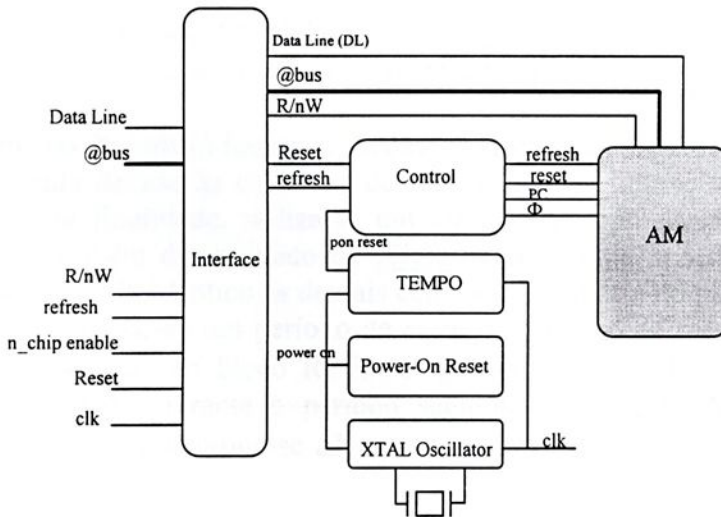 Data Line (DL)
@bus
R/nW
Data Line
@bus
Reset
refresh
Control
refresh
reset
PC
Φ
AM
pon reset
Interface
R/nW
refresh
n_chip enable
Reset
clk
TEMPO
power on
Power-On Reset
XTAL Oscillator
clk